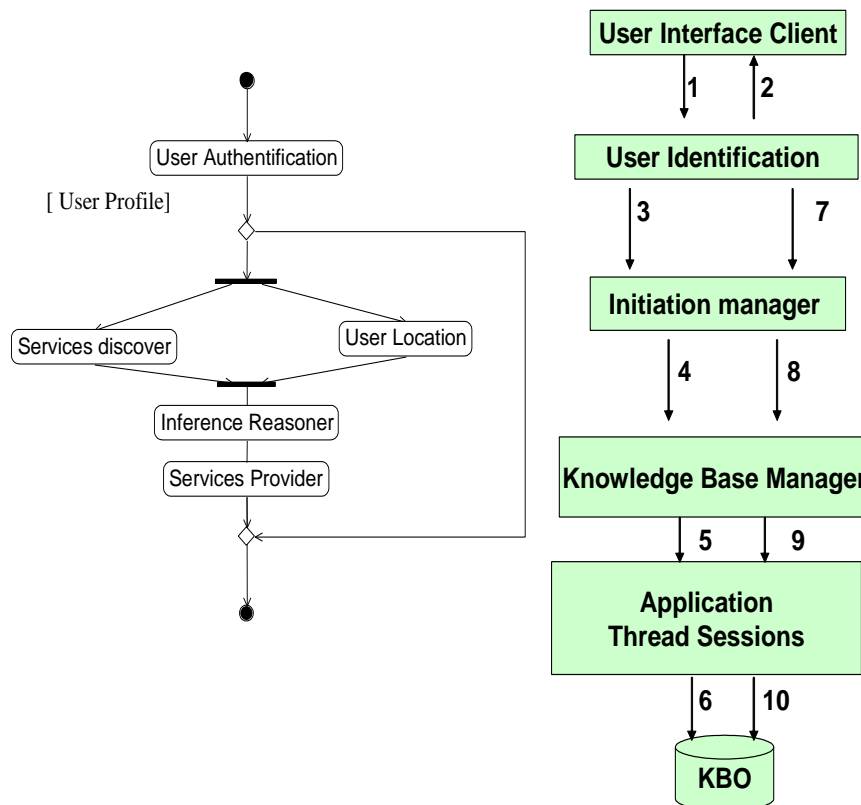 User Authentification
[ User Profile]
Services discover
User Location
Inference Reasoner
Services Provider
User Interface Client
1
2
User Identification
3
7
Initiation manager
4
8
Knowledge Base Manager
5
9
Application
Thread Sessions
6
10
KBO